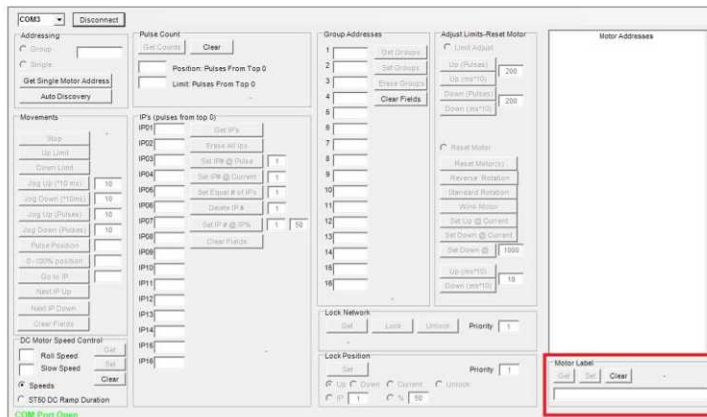 COM3 Disconnect
Addressing
Group
Single
Get Single Motor Address
Auto Discovery
Pulse Count
Get Counts Clear
Position: Pulses From Top 0
Limit: Pulses From Top 0
Group Addresses
1 Get Groups
2 Set Groups
3 Erase Groups
4 Clear Fields
5
6
7
8
9
10
11
12
13
14
15
16
Adjust Limits-Reset Motor
Limit Adjust
Up (Pulses) 200
Up (ms*10)
Down (Pulses) 200
Down (ms*10)
Reset Motor
Reset Motor(s)
Reverse Rotation
Standard Rotation
Wink Motor
Set Up @ Current
Set Down @ Current
Set Down @ 1000
Up (ms*10) 10
Down (ms*10)
Motor Addresses
Movements
Stop
Up Limit
Down Limit
Jog Up (*10 ms) 10
Jog Down (*10ms) 10
Jog Up (Pulses) 10
Jog Down (Pulses) 10
Pulse Position
0-100% position
Go to IP
Next IP Up
Next IP Down
Clear Fields
IP's (pulses from top 0)
IP01 Get IPs
IP02 Erase All Ips
IP03 Set IP# @ Pulse 1
IP04 Set IP# @ Current 1
IP05 Set Equal # of IPs 1
IP06 Delete IP # 1
IP07 Set IP # @ IP% 1 50
IP08 Clear Fields
IP09
IP10
IP11
IP12
IP13
IP14
IP15
IP16
DC Motor Speed Control
Roll Speed Get
Slow Speed Set
Speeds Clear
ST50 DC Ramp Duration
Lock Network
Get Lock Unlock Priority 1
Lock Position
Set Priority 1
Up Down Current Unlock
IP 1 % 50
Motor Label
Get Set Clear
COM Port Open